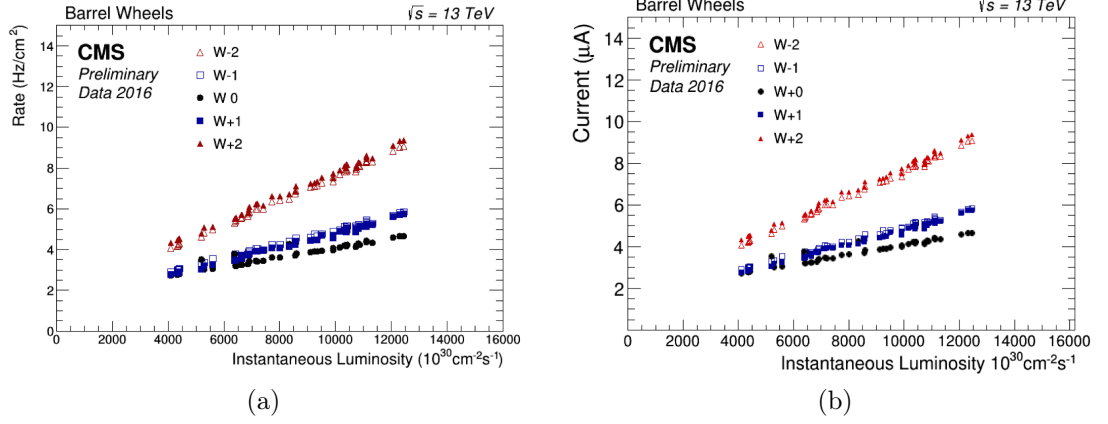 Barrel Wheels √s = 13 TeV
CMS
Preliminary
Data 2016
W-2
W-1
W 0
W+1
W+2
Rate (Hz/cm²)
14
12
10
8
6
4
2
0
0 2000 4000 6000 8000 10000 12000 14000 16000
Instantaneous Luminosity (10³⁰cm⁻²s⁻¹)
(a)
Barrel Wheels √s = 13 TeV
CMS
Preliminary
Data 2016
W-2
W-1
W+0
W+1
W+2
Current (μA)
14
12
10
8
6
4
2
0 2000 4000 6000 8000 10000 12000 14000 16000
Instantaneous Luminosity 10³⁰cm⁻²s⁻¹
(b)